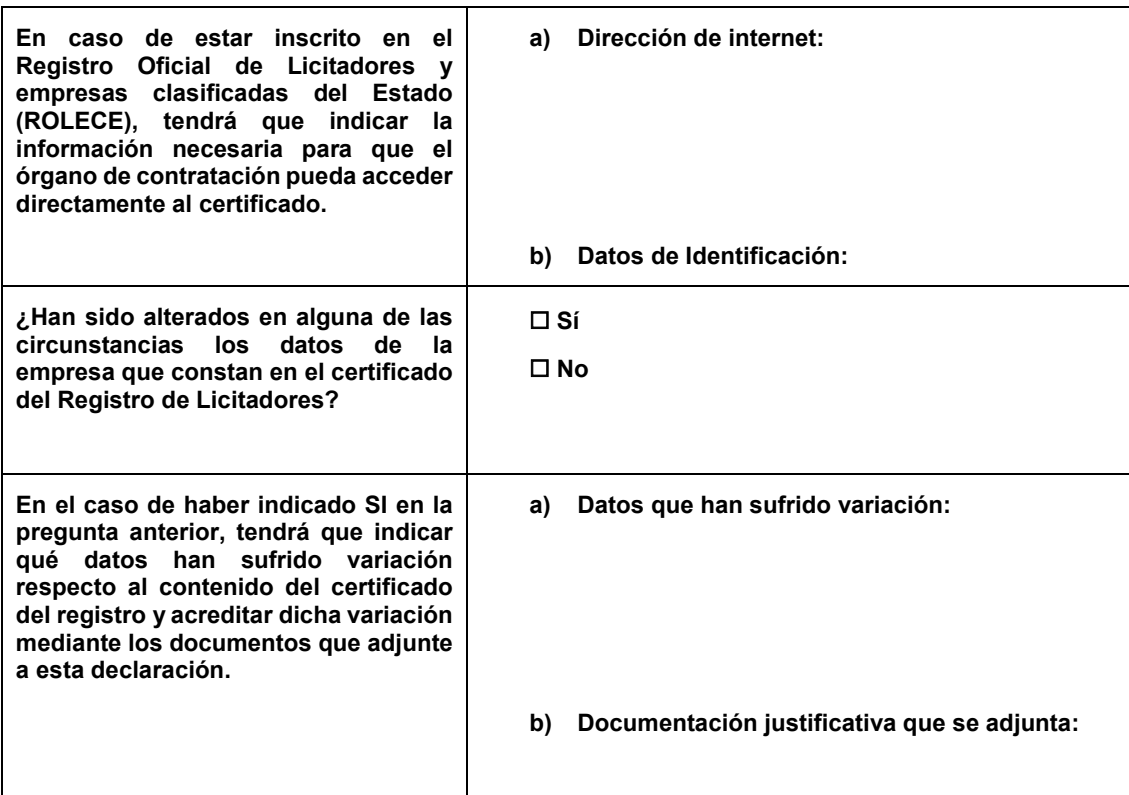 En caso de estar inscrito en el
Registro Oficial de Licitadores y
empresas clasificadas del Estado
(ROLECE), tendrá que indicar la
información necesaria para que el
órgano de contratación pueda acceder
directamente al certificado.
a) Dirección de internet:
b) Datos de Identificación:
¿Han sido alterados en alguna de las
circunstancias los datos de la
empresa que constan en el certificado
del Registro de Licitadores?
☐ Sí
☐ No
En el caso de haber indicado SI en la
pregunta anterior, tendrá que indicar
qué datos han sufrido variación
respecto al contenido del certificado
del registro y acreditar dicha variación
mediante los documentos que adjunte
a esta declaración.
a) Datos que han sufrido variación:
b) Documentación justificativa que se adjunta: